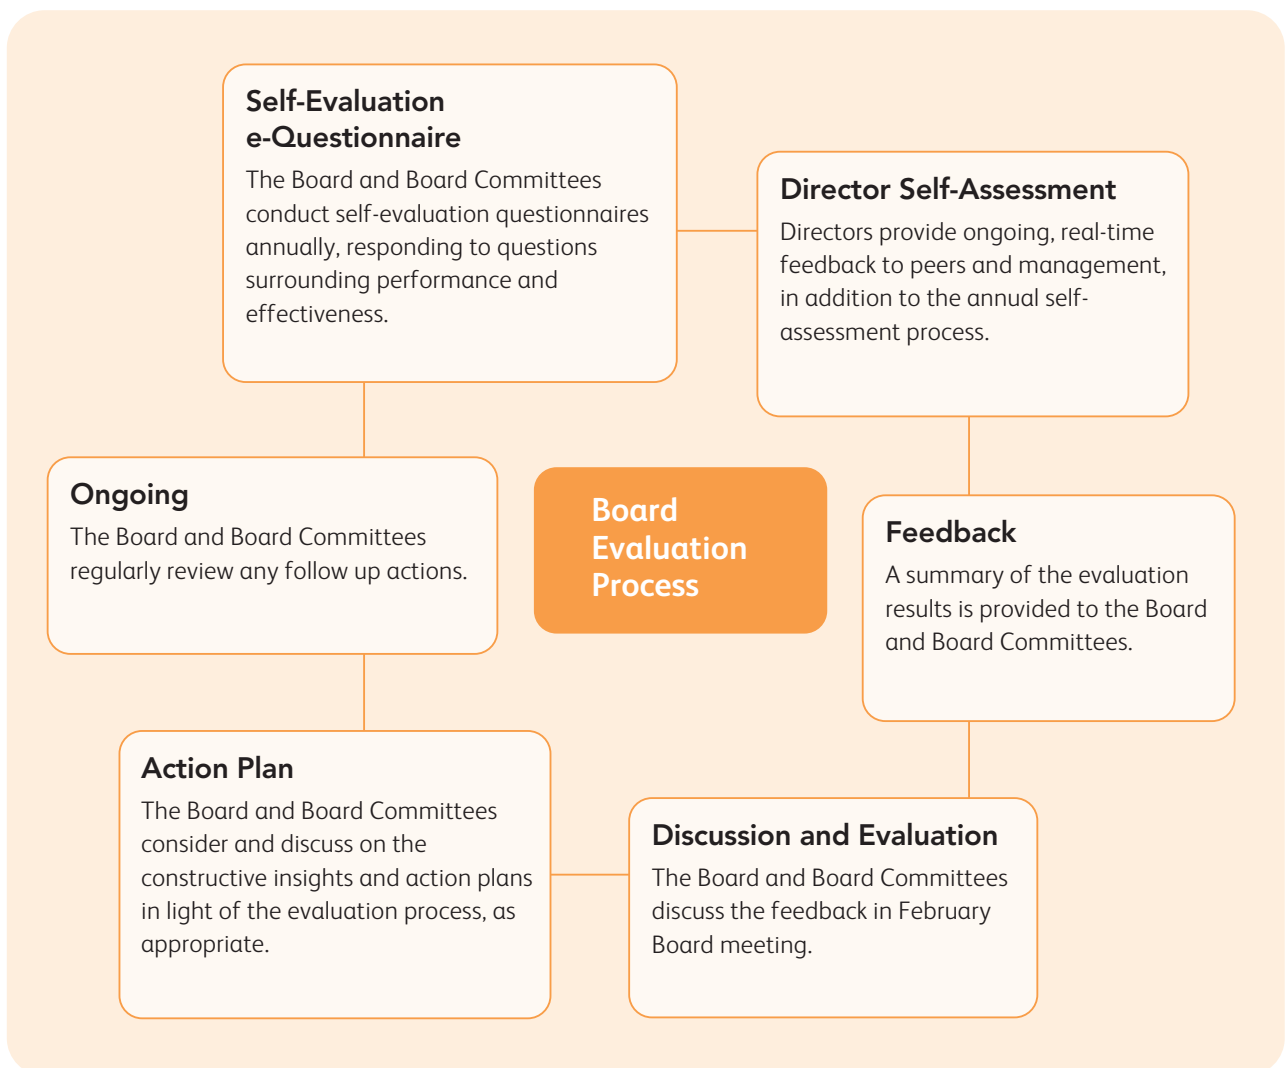 Self-Evaluation
e-Questionnaire
The Board and Board Committees
conduct self-evaluation questionnaires
annually, responding to questions
surrounding performance and
effectiveness.
Director Self-Assessment
Directors provide ongoing, real-time
feedback to peers and management,
in addition to the annual self-
assessment process.
Ongoing
The Board and Board Committees
regularly review any follow up actions.
Board
Evaluation
Process
Feedback
A summary of the evaluation
results is provided to the Board
and Board Committees.
Action Plan
The Board and Board Committees
consider and discuss on the
constructive insights and action plans
in light of the evaluation process, as
appropriate.
Discussion and Evaluation
The Board and Board Committees
discuss the feedback in February
Board meeting.